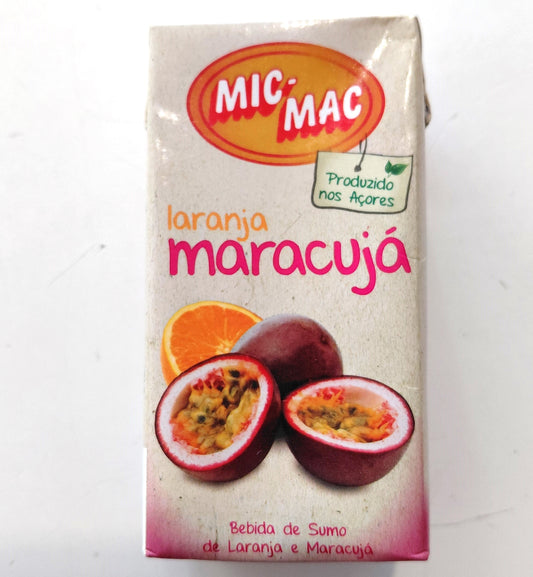 MIC-
MAC
Produzido
nos Açores
laranja
maracujá
Bebida de Sumo
de Laranja e Maracujá